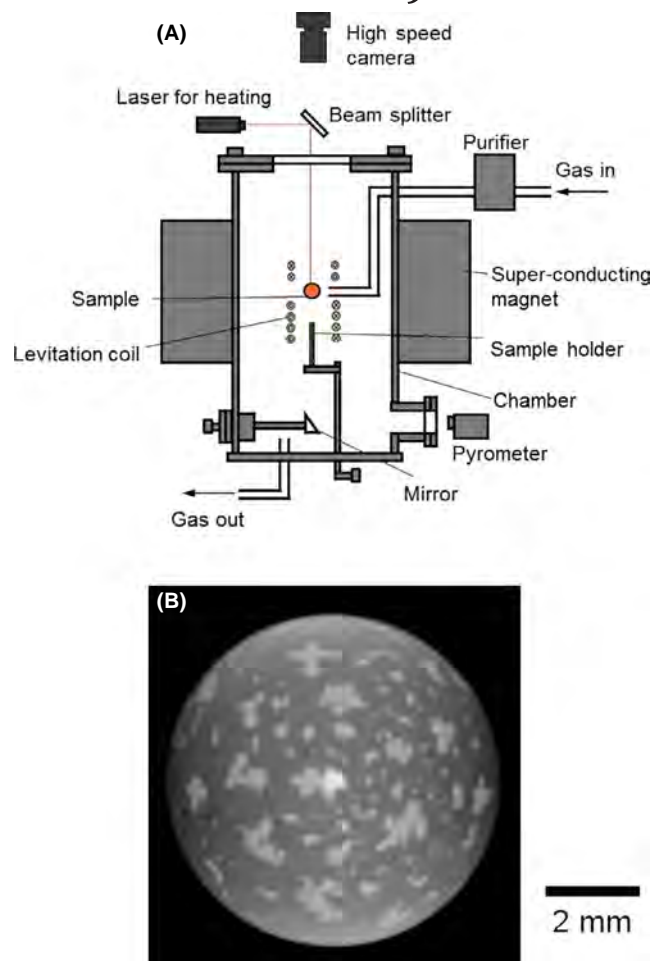 (A)
High speed
camera
Laser for heating
Beam splitter
Purifier
Gas in
Super-conducting
magnet
Sample
Levitation coil
Sample holder
Chamber
Pyrometer
Mirror
Gas out
(B)
2 mm